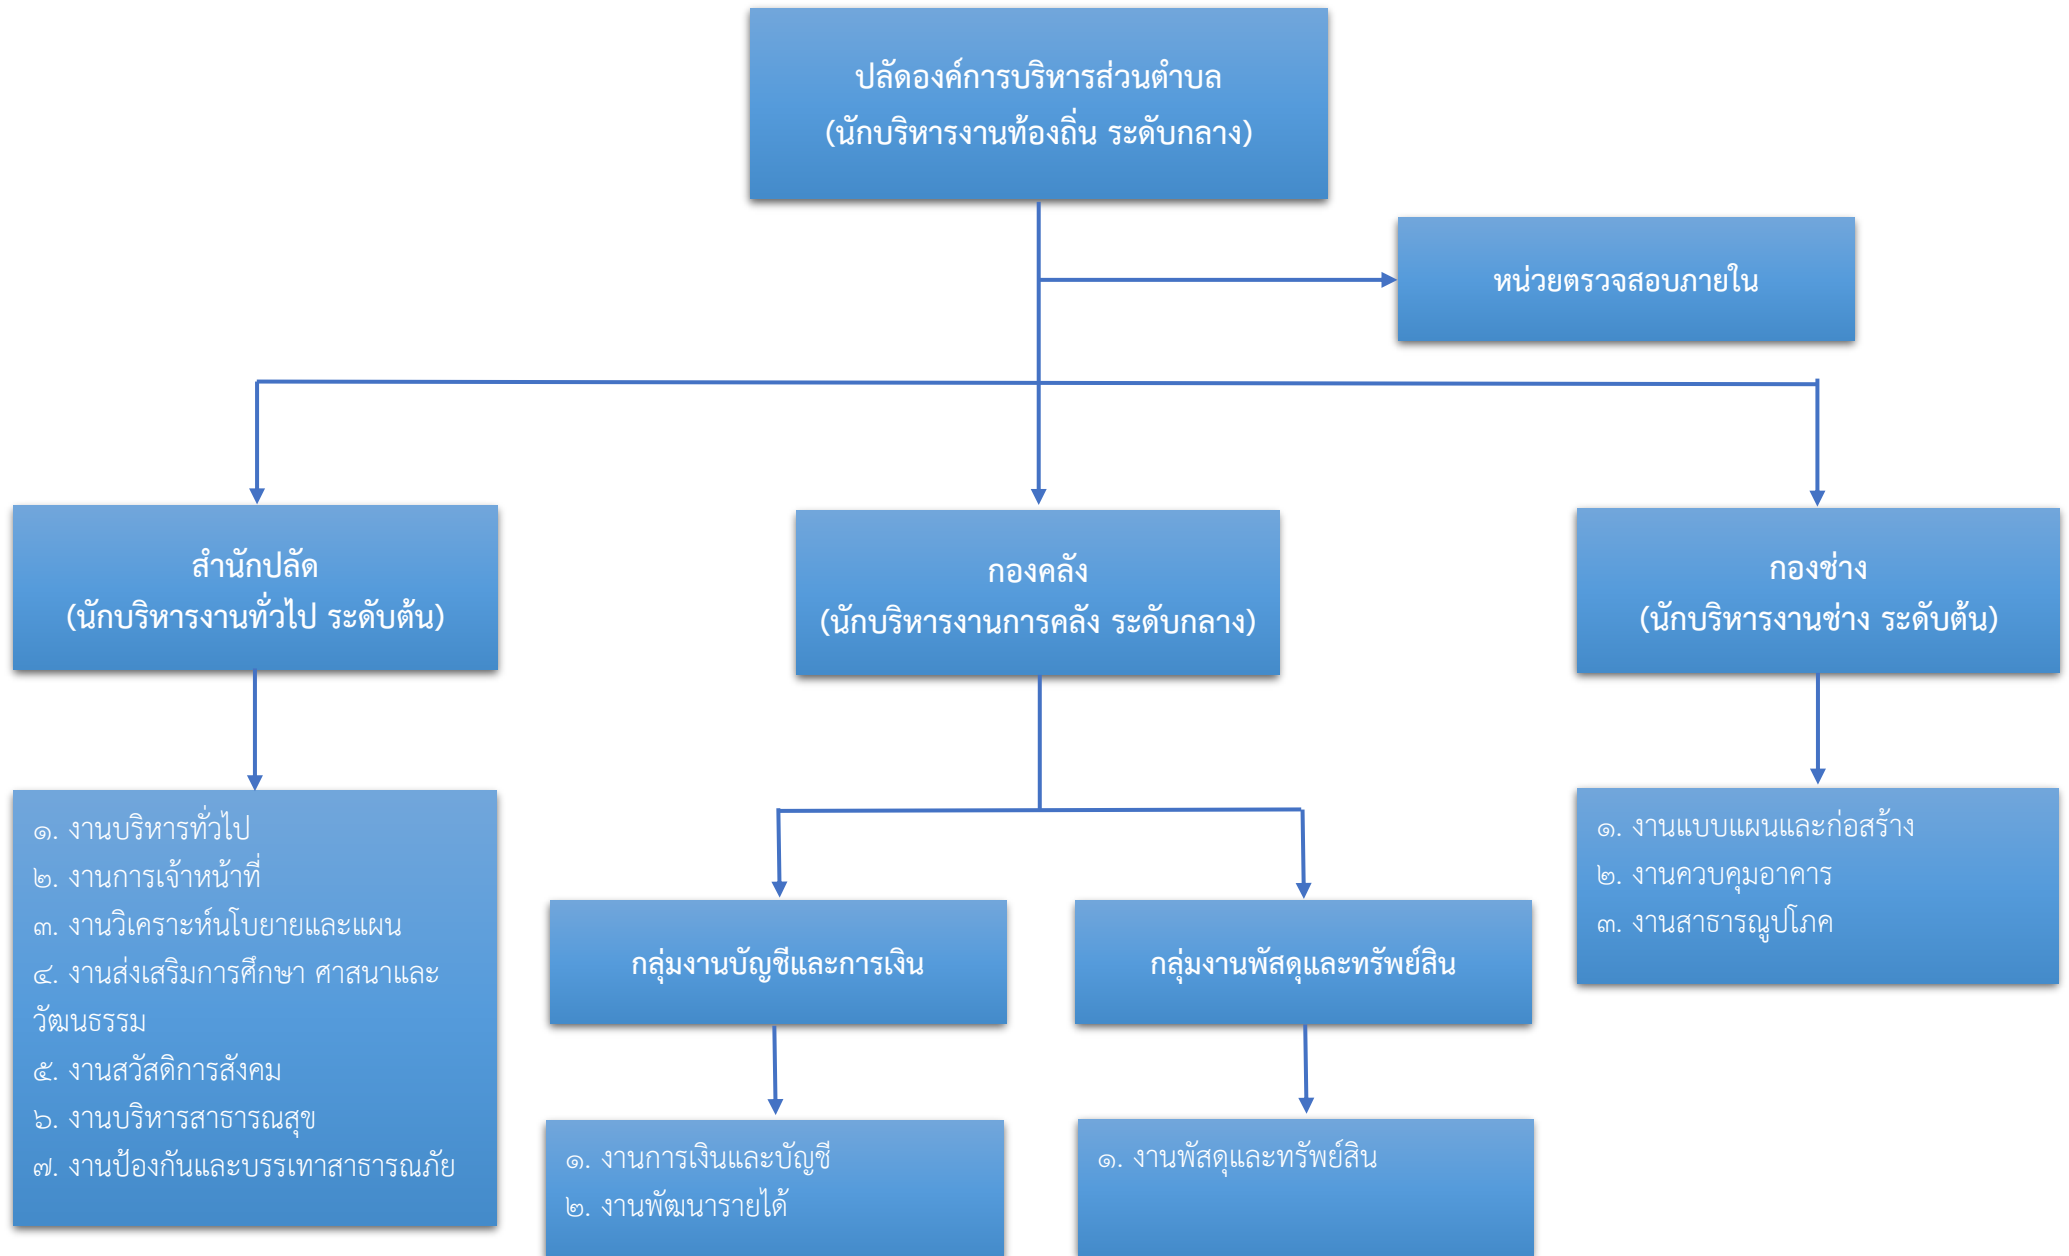 ปลัดองค์การบริหารส่วนตำบล
(นักบริหารงานท้องถิ่น ระดับกลาง)
หน่วยตรวจสอบภายใน
สำนักปลัด
(นักบริหารงานทั่วไป ระดับต้น)
กองคลัง
(นักบริหารงานการคลัง ระดับกลาง)
กองช่าง
(นักบริหารงานช่าง ระดับต้น)
๑. งานบริหารทั่วไป
๒. งานการเจ้าหน้าที่
๓. งานวิเคราะห์นโบยายและแผน
๔. งานส่งเสริมการศึกษา ศาสนาและ
วัฒนธรรม
๕. งานสวัสดิการสังคม
๖. งานบริหารสาธารณสุข
๗. งานป้องกันและบรรเทาสาธารณภัย
กลุ่มงานบัญชีและการเงิน
๑. งานการเงินและบัญชี
๒. งานพัฒนารายได้
กลุ่มงานพัสดุและทรัพย์สิน
๑. งานพัสดุและทรัพย์สิน
๑. งานแบบแผนและก่อสร้าง
๒. งานควบคุมอาคาร
๓. งานสาธารณูปโภค